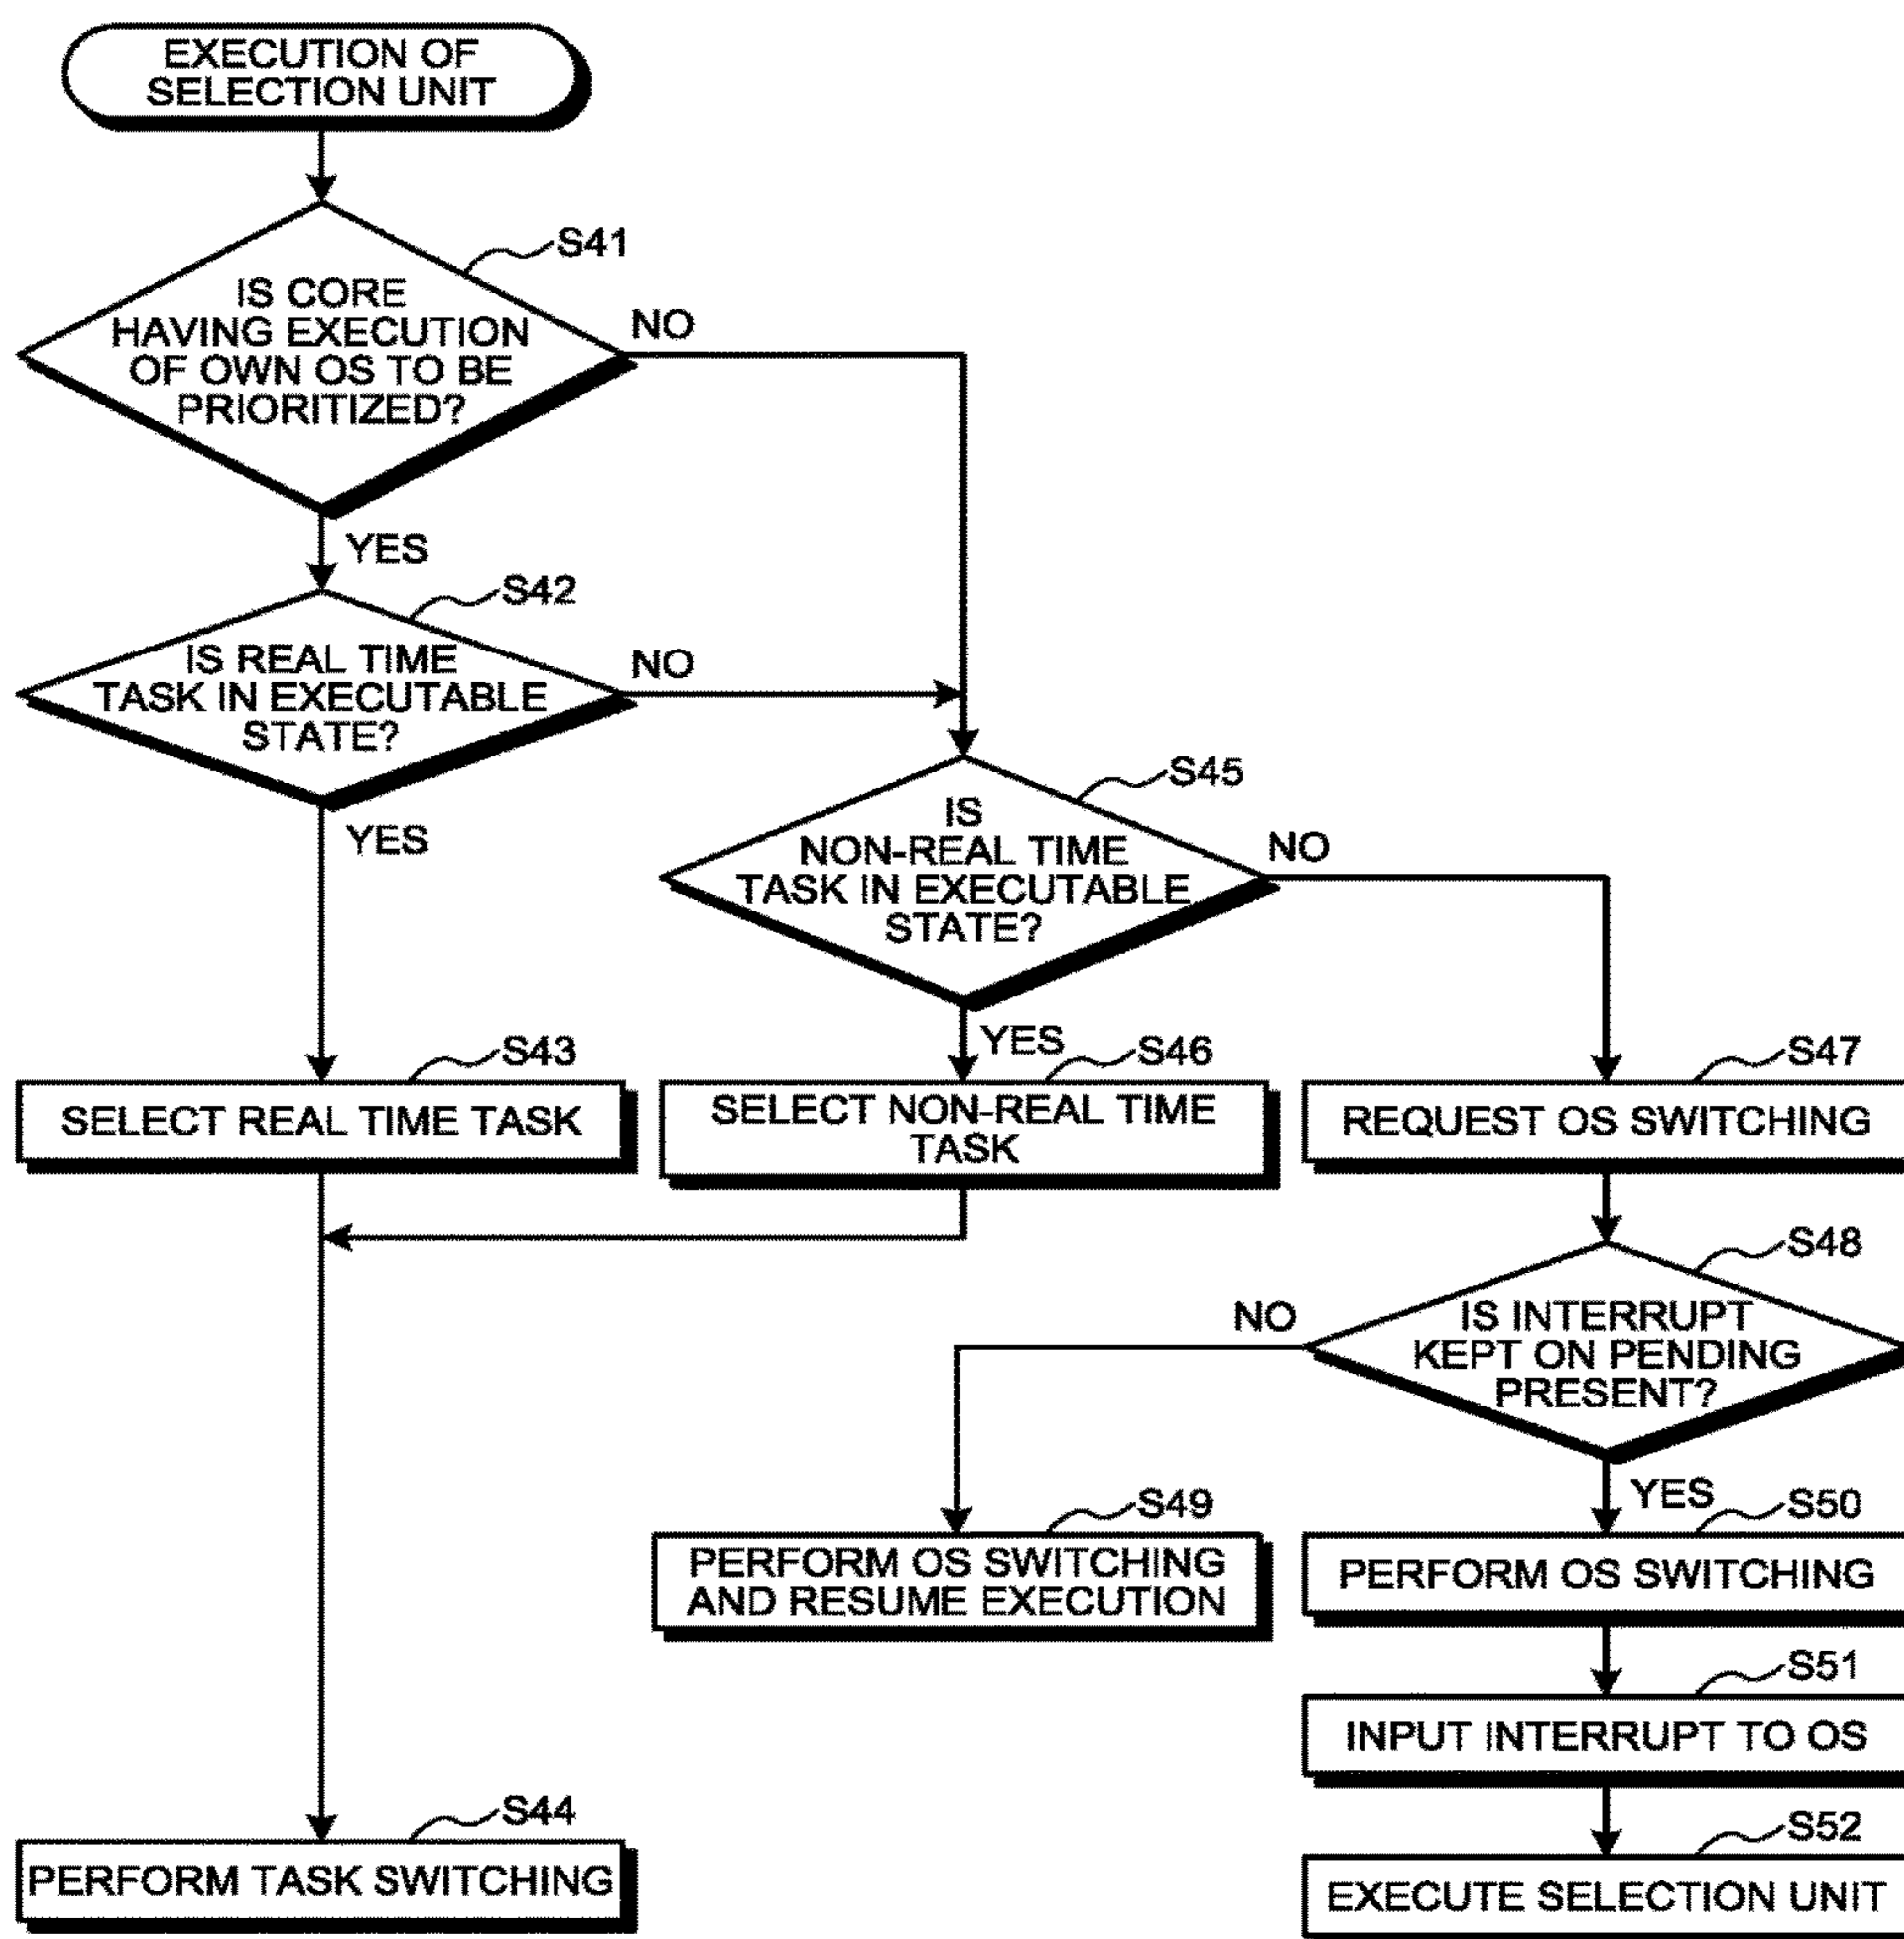 EXECUTION OF
SELECTION UNIT
S41
IS CORE
HAVING EXECUTION
OF OWN OS TO BE
PRIORITIZED?
NO
YES
S42
IS REAL TIME
TASK IN EXECUTABLE
STATE?
NO
YES
S45
IS
NON-REAL TIME
TASK IN EXECUTABLE
STATE?
NO
YES
S43
SELECT REAL TIME TASK
S46
SELECT NON-REAL TIME
TASK
S47
REQUEST OS SWITCHING
S48
IS INTERRUPT
KEPT ON PENDING
PRESENT?
NO
YES
S49
PERFORM OS SWITCHING
AND RESUME EXECUTION
S50
PERFORM OS SWITCHING
S51
INPUT INTERRUPT TO OS
S44
PERFORM TASK SWITCHING
S52
EXECUTE SELECTION UNIT